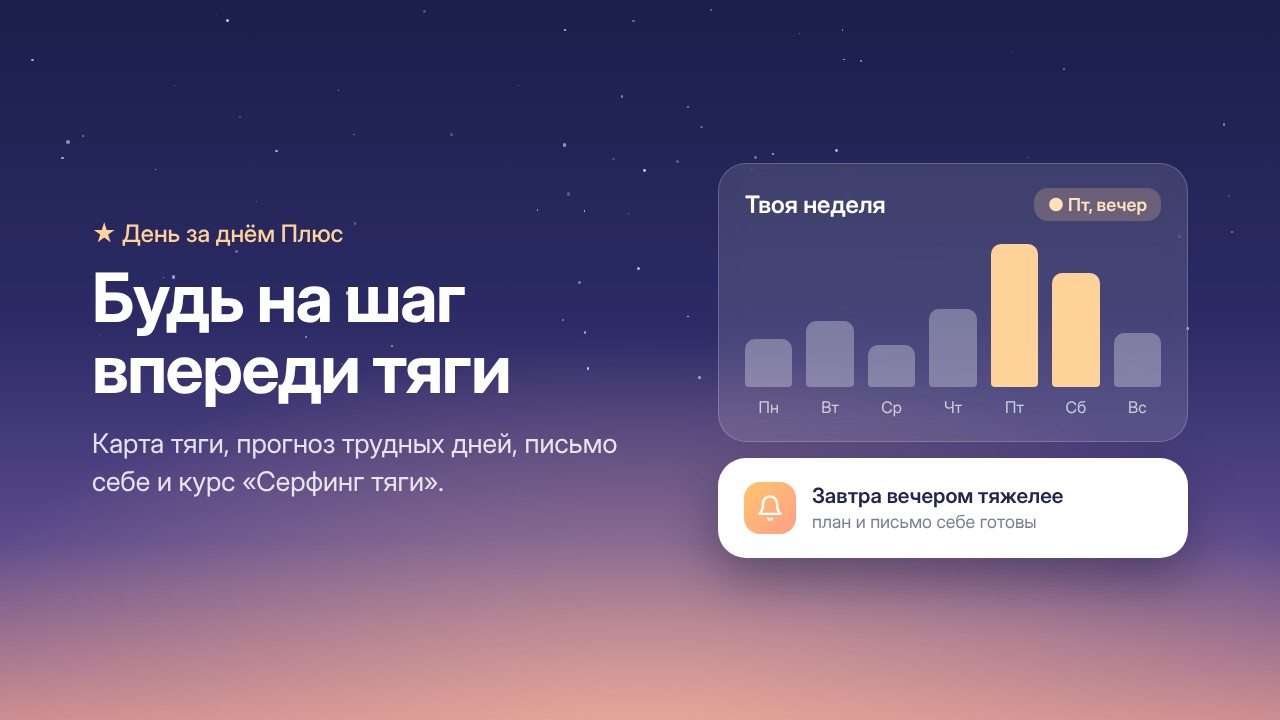 ★ День за днём Плюс
Будь на шаг
впереди тяги
Карта тяги, прогноз трудных дней, письмо
себе и курс «Серфинг тяги».
Твоя неделя
Пт, вечер
Пн Вт Ср Чт Пт Сб Вс
Завтра вечером тяжелее
план и письмо себе готовы